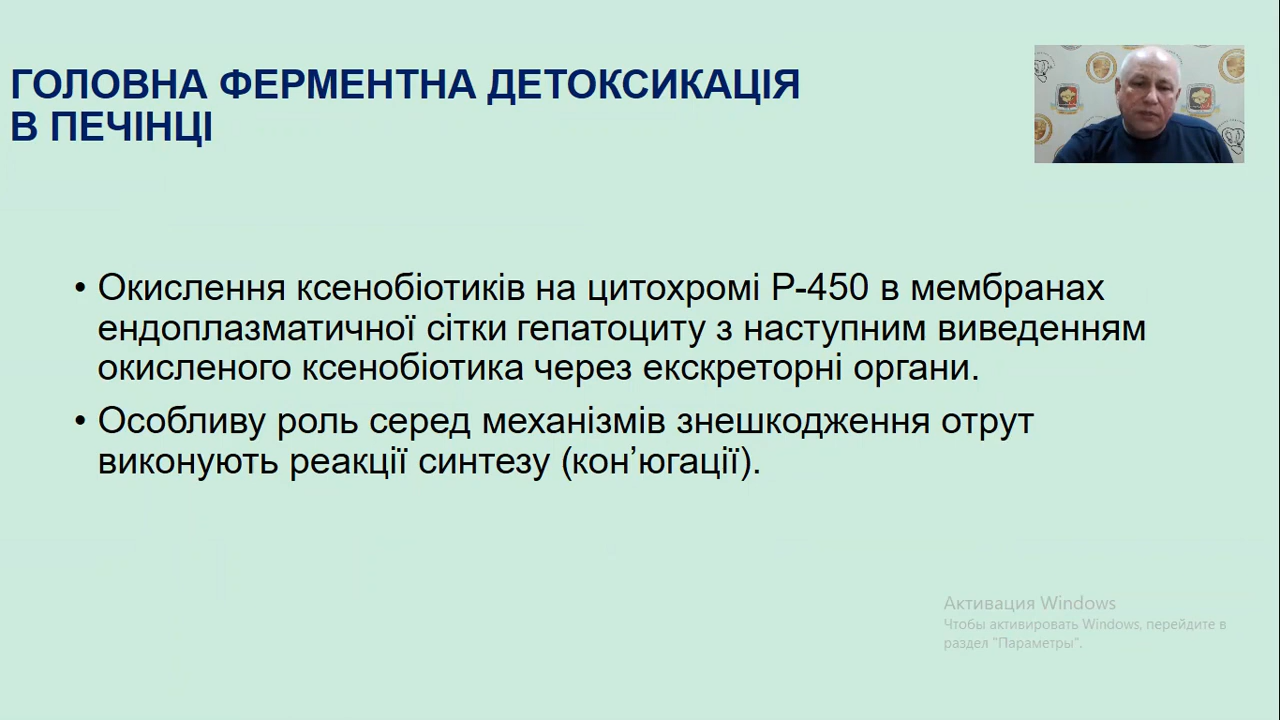 ГОЛОВНА ФЕРМЕНТНА ДЕТОКСИКАЦІЯ
В ПЕЧІНЦІ
• Окислення ксенобіотиків на цитохромі Р-450 в мембранах
ендоплазматичної сітки гепатоциту з наступним виведенням
окисленого ксенобіотика через екскреторні органи.
• Особливу роль серед механізмів знешкодження отрут
виконують реакції синтезу (кон’югації).
Активация Windows
Чтобы активировать Windows, перейдите в
раздел "Параметры".